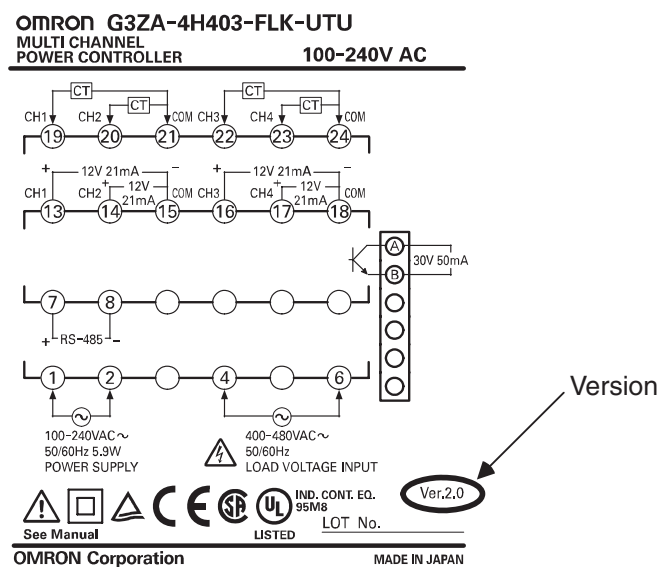 OMRON G3ZA-4H403-FLK-UTU
MULTI CHANNEL
POWER CONTROLLER 100-240V AC
CT CT
CT CT
CH1 CH2 COM CH3 CH4 COM
19 20 21 22 23 24
+ 12V 21mA − + 12V 21mA −
CH1 CH2 + 12V 21mA COM CH3 CH4 + 12V 21mA COM
13 14 15 16 17 18
A
30V 50mA
B
7 8
+ RS-485 −
1 2 4 6
Version
100-240VAC~ 400-480VAC~
50/60Hz 5.9W 50/60Hz
POWER SUPPLY LOAD VOLTAGE INPUT
Ver.2.0
CE SA UL IND. CONT. EQ.
95M8
See Manual LISTED LOT No.
OMRON Corporation MADE IN JAPAN